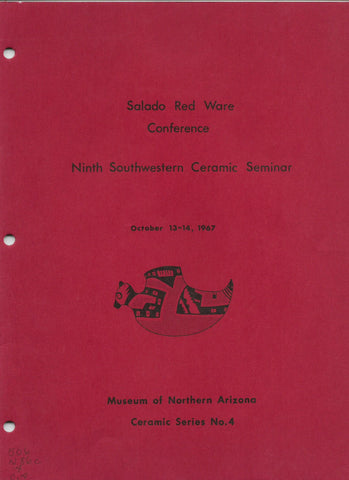 Salado Red Ware
Conference
Ninth Southwestern Ceramic Seminar
October 13-14, 1967
Museum of Northern Arizona
Ceramic Series No.4